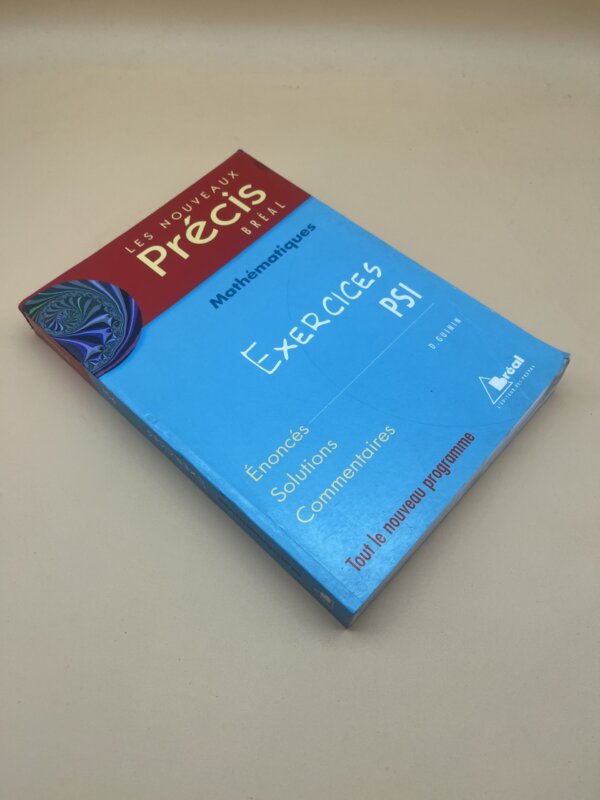 LES NOUVEAUX
Précis
BRÉAL
Mathématiques
EXERCICES
PSI
D. GUININ
Bréal
Énoncés
Solutions
Commentaires
Tout le nouveau programme